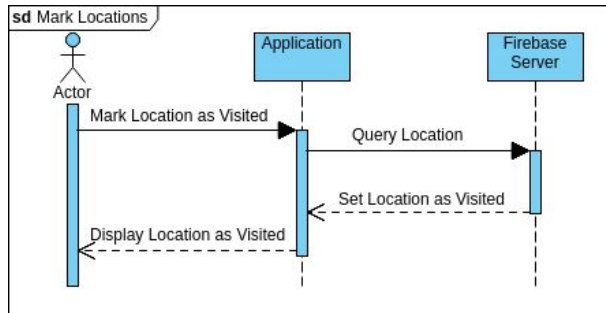 sd Mark Locations
Application
Firebase
Server
Actor
Mark Location as Visited
Query Location
Set Location as Visited
Display Location as Visited